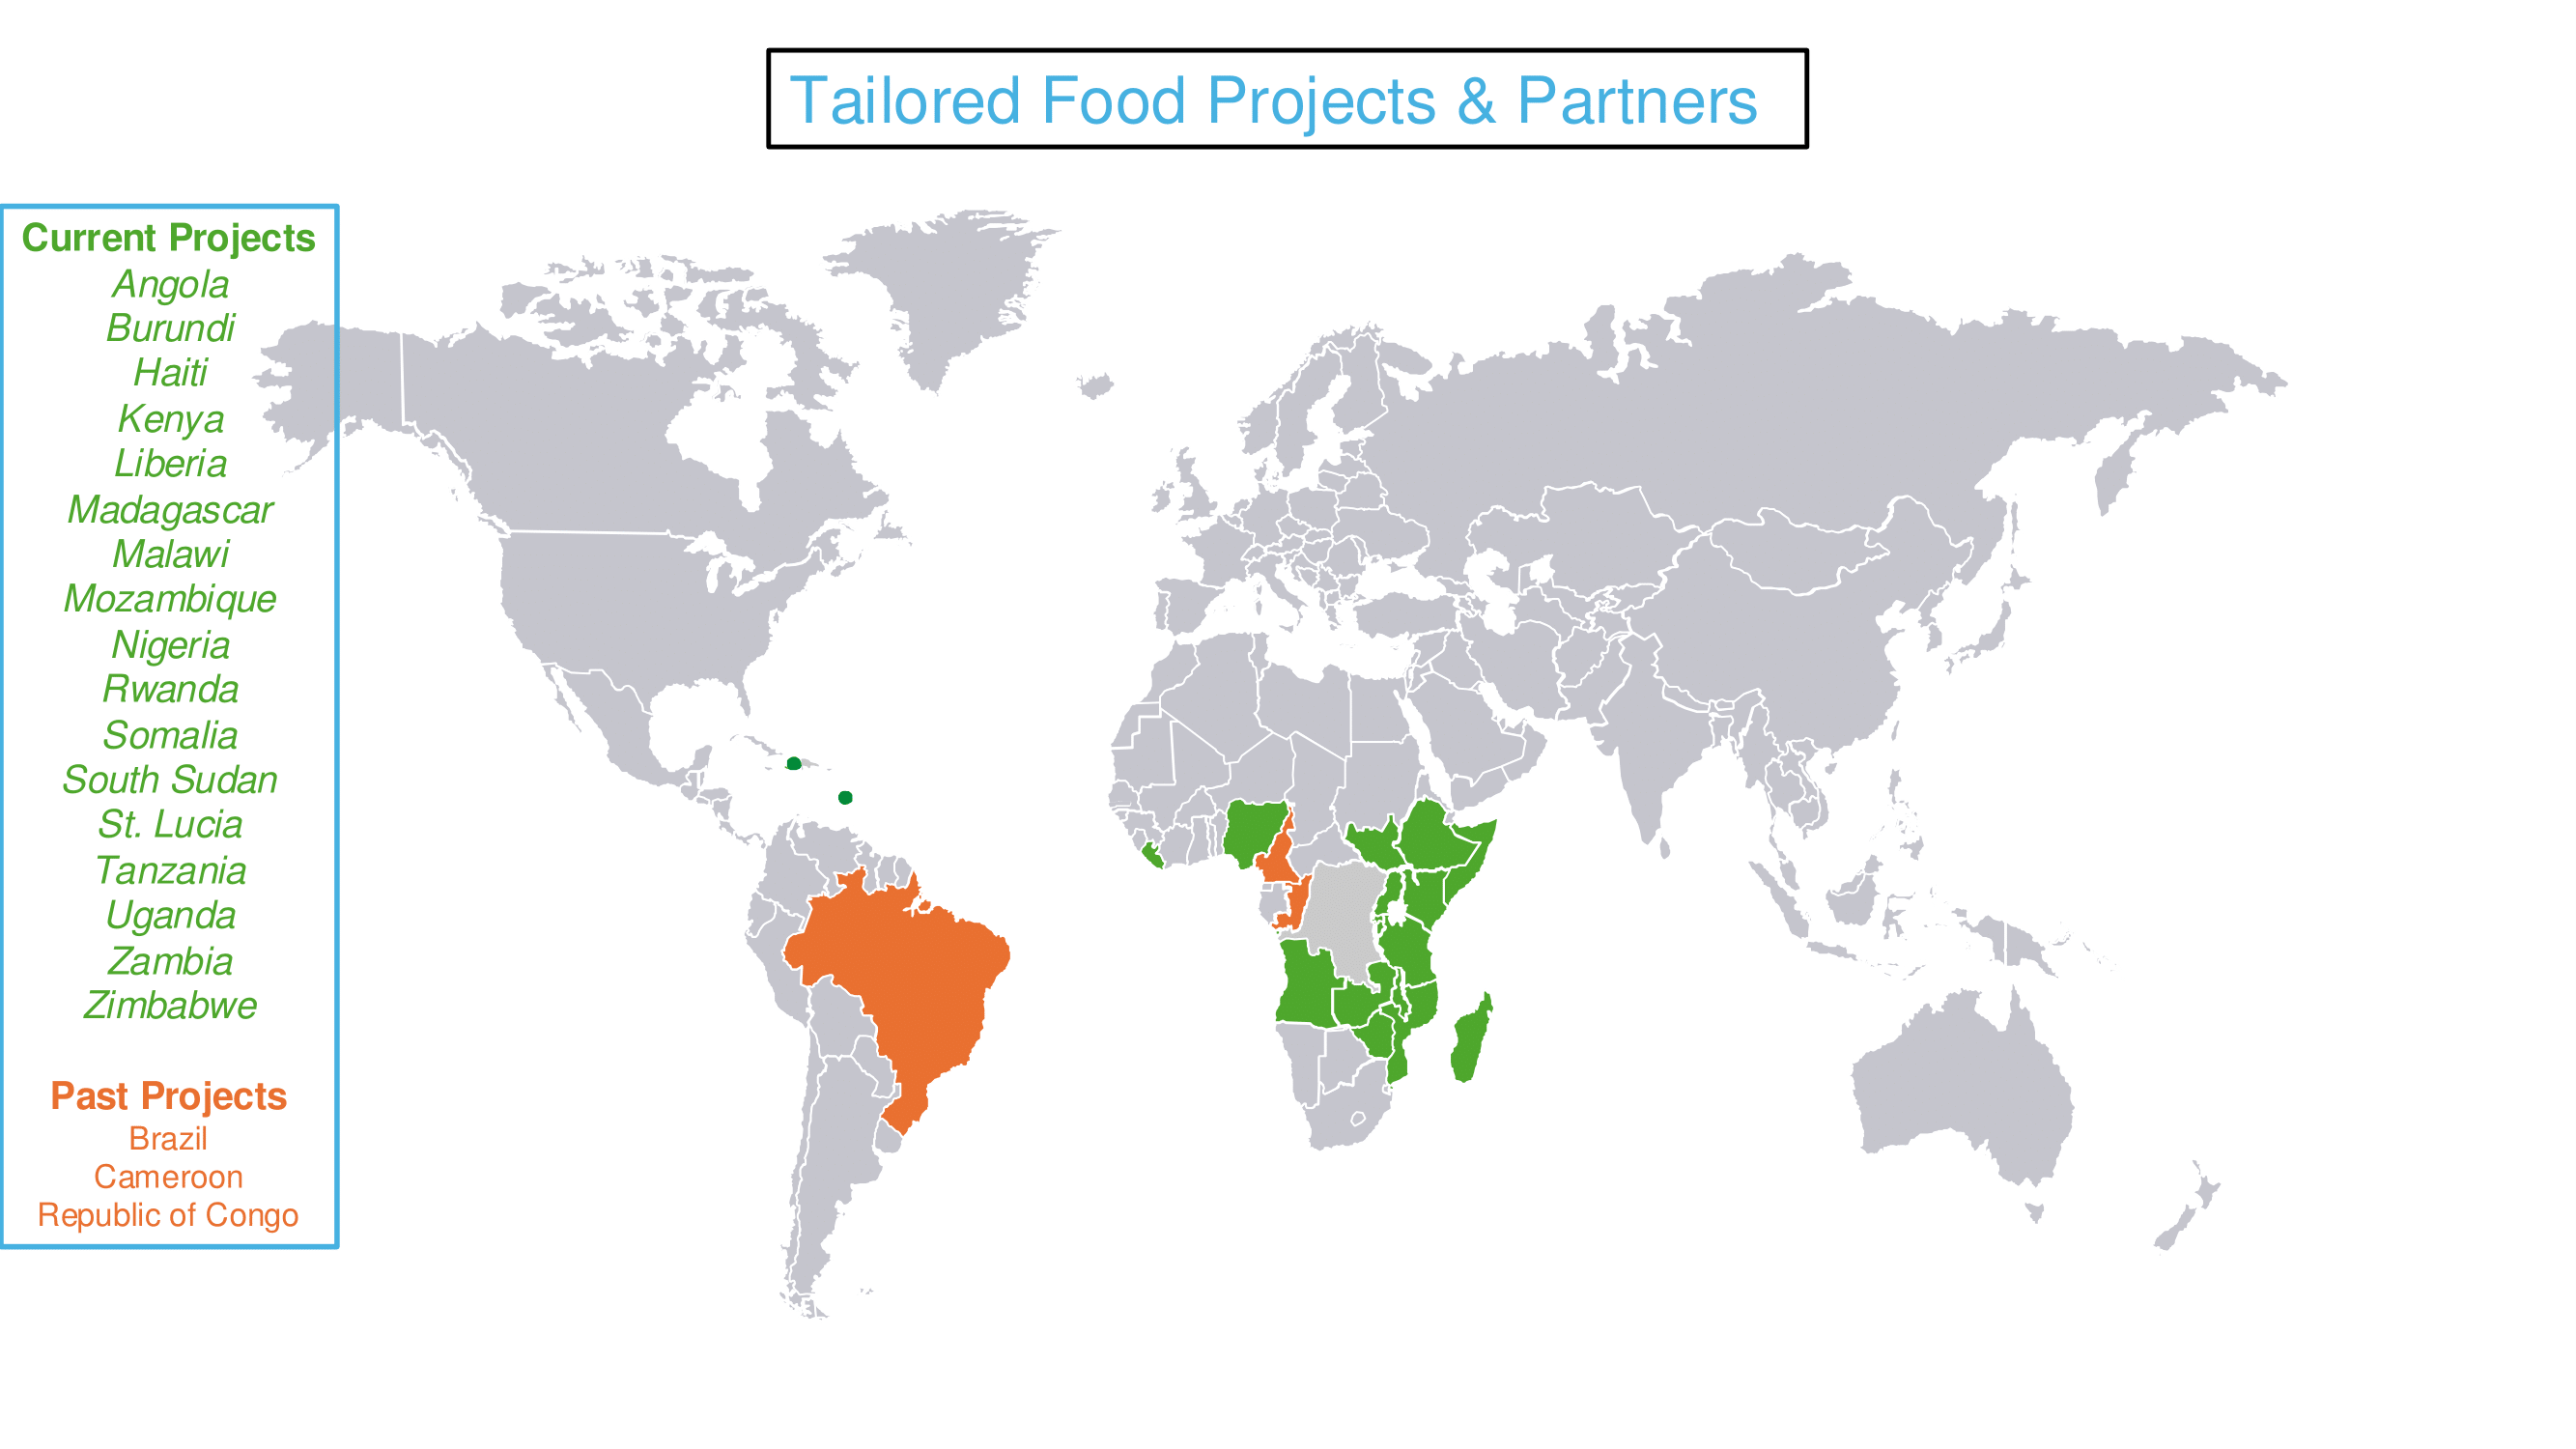 Tailored Food Projects & Partners
Current Projects
Angola
Burundi
Haiti
Kenya
Liberia
Madagascar
Malawi
Mozambique
Nigeria
Rwanda
Somalia
South Sudan
St. Lucia
Tanzania
Uganda
Zambia
Zimbabwe
Past Projects
Brazil
Cameroon
Republic of Congo